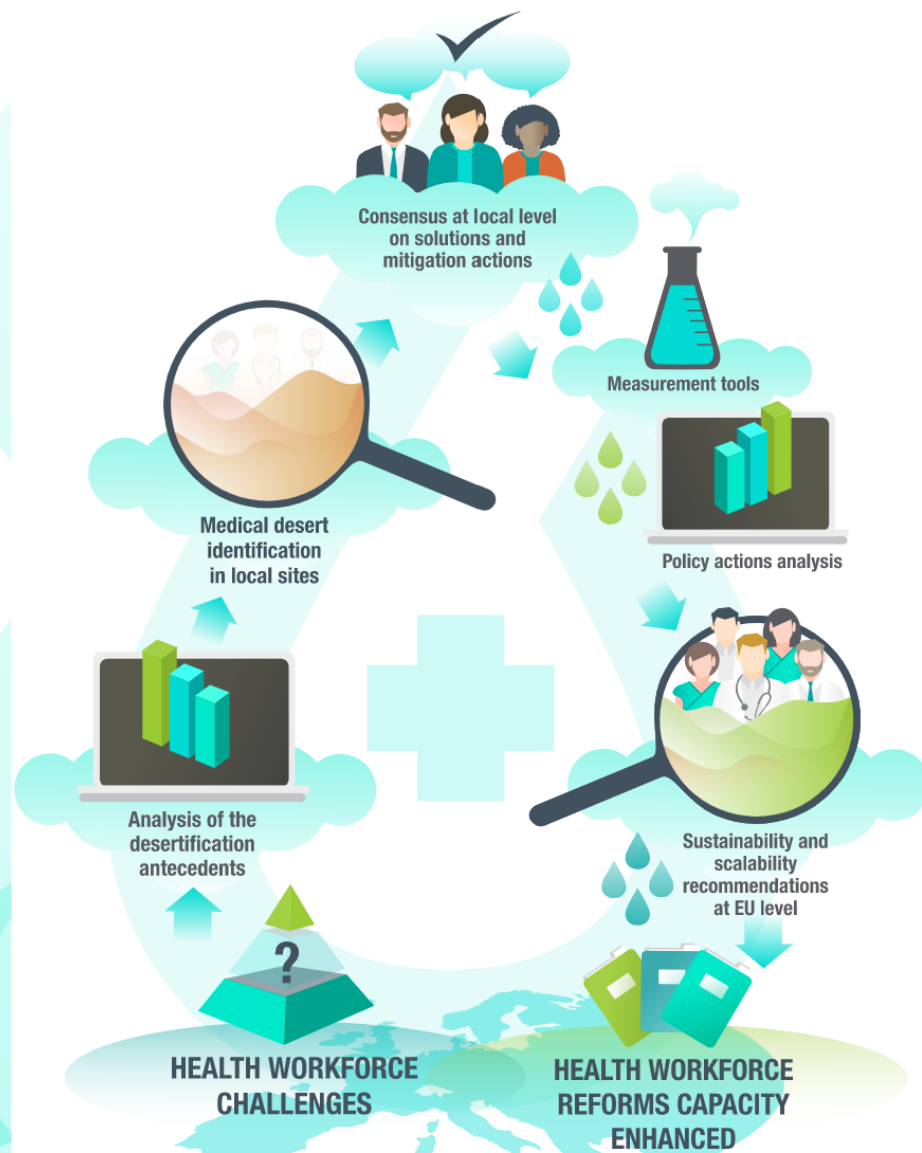 Consensus at local level
on solutions and
mitigation actions
Measurement tools
Policy actions analysis
Medical desert
identification
in local sites
Analysis of the
desertification
antecedents
Sustainability and
scalability
recommendations
at EU level
?
HEALTH WORKFORCE
CHALLENGES
HEALTH WORKFORCE
REFORMS CAPACITY
ENHANCED